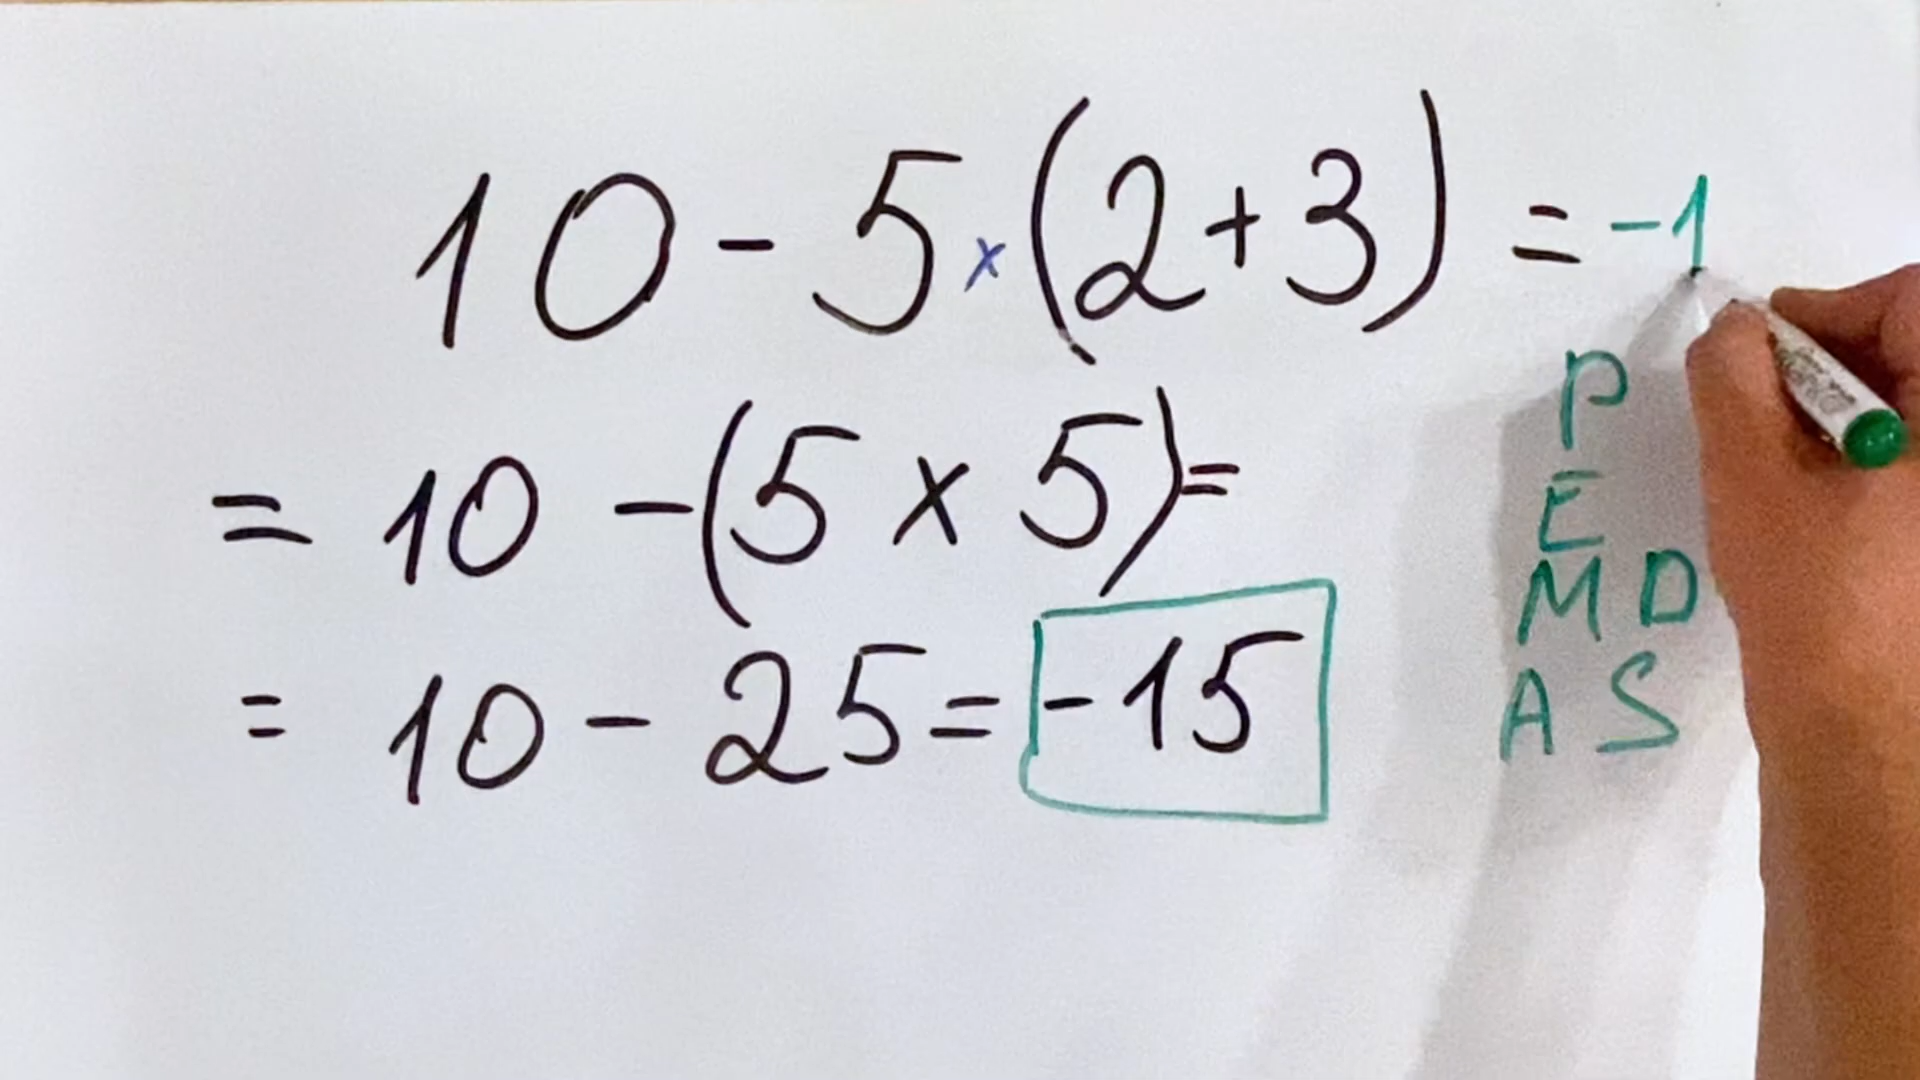 10 - 5 x (2 + 3) = -1
= 10 - (5 x 5) =
= 10 - 25 = -15
P
E
M D
A S